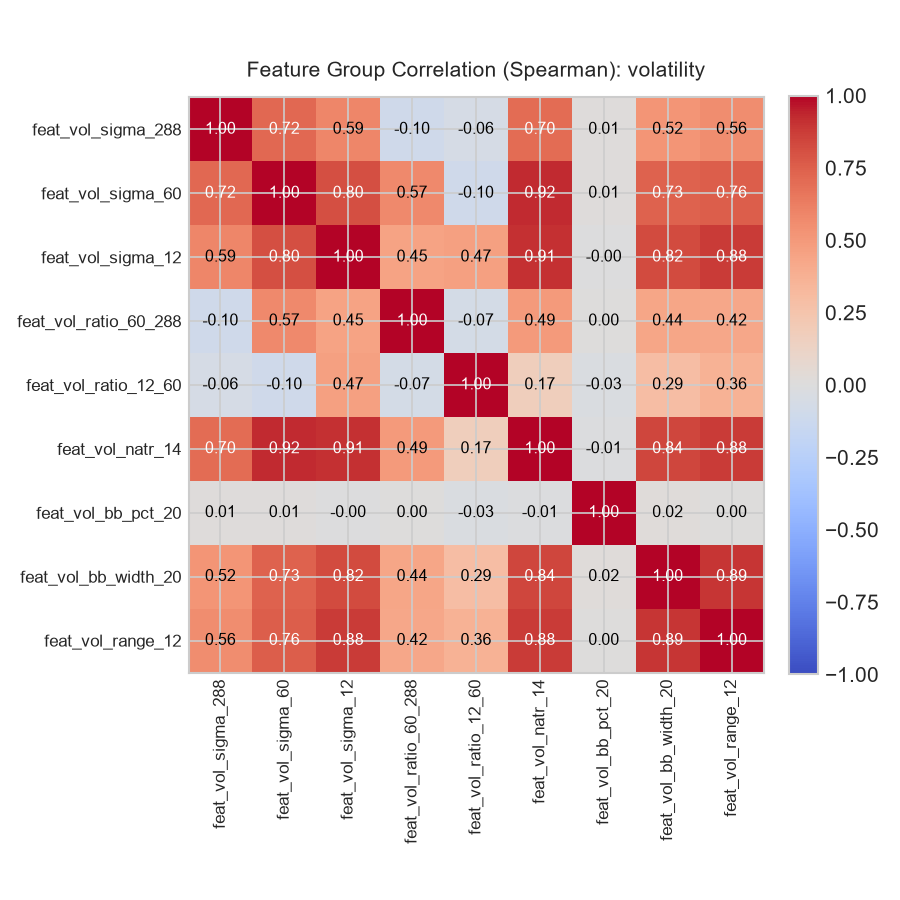 Feature Group Correlation (Spearman): volatility
feat_vol_sigma_288 1.00 0.72 0.59 -0.10 -0.06 0.70 0.01 0.52 0.56
feat_vol_sigma_60 0.72 1.00 0.80 0.57 -0.10 0.92 0.01 0.73 0.76
feat_vol_sigma_12 0.59 0.80 1.00 0.45 0.47 0.91 -0.00 0.82 0.88
feat_vol_ratio_60_288 -0.10 0.57 0.45 1.00 -0.07 0.49 0.00 0.44 0.42
feat_vol_ratio_12_60 -0.06 -0.10 0.47 -0.07 1.00 0.17 -0.03 0.29 0.36
feat_vol_natr_14 0.70 0.92 0.91 0.49 0.17 1.00 -0.01 0.84 0.88
feat_vol_bb_pct_20 0.01 0.01 -0.00 0.00 -0.03 -0.01 1.00 0.02 0.00
feat_vol_bb_width_20 0.52 0.73 0.82 0.44 0.29 0.84 0.02 1.00 0.89
feat_vol_range_12 0.56 0.76 0.88 0.42 0.36 0.88 0.00 0.89 1.00
feat_vol_sigma_288
feat_vol_sigma_60
feat_vol_sigma_12
feat_vol_ratio_60_288
feat_vol_ratio_12_60
feat_vol_natr_14
feat_vol_bb_pct_20
feat_vol_bb_width_20
feat_vol_range_12
1.00
0.75
0.50
0.25
0.00
−0.25
−0.50
−0.75
−1.00